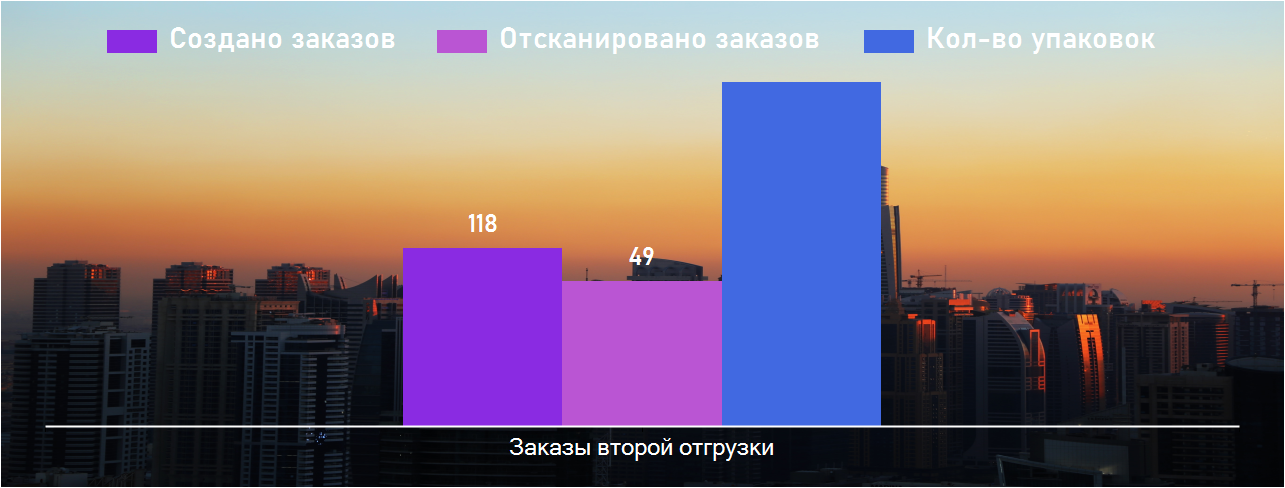 Создано заказов Отсканировано заказов Кол-во упаковок
118
49
Заказы второй отгрузки